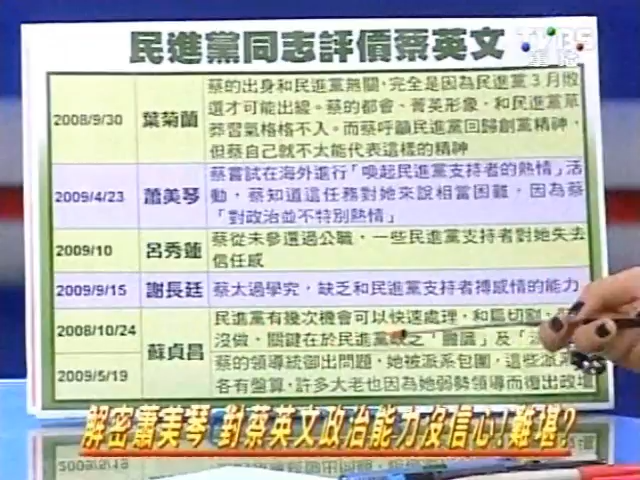 TVBS
民進黨同志評價蔡英文
2008/9/30 葉菊蘭
蔡的出身和民進黨無關，完全是因為民進黨3月敗
選才可能出線。蔡的都會、菁英形象，和民進黨草
莽習氣格格不入。而蔡呼籲民進黨回歸創黨精神，
但蔡自己就不太能代表這樣的精神
2009/4/23 蕭美琴
蔡嘗試在海外進行「喚起民進黨支持者的熱情」活
動，蔡知道這任務對她來說相當困難，因為蔡
「對政治並不特別熱情」
2009/10 呂秀蓮
蔡從未參選過公職，一些民進黨支持者對她失去
信任感
2009/9/15 謝長廷
蔡太過學究，缺乏和民進黨支持者搏感情的能力
2008/10/24 蘇貞昌
民進黨有幾次機會可以快速處理，和扁切割，
沒做。關鍵在於民進黨缺乏「膽識」及「
2009/5/19
蔡的領導統御出問題，她被派系包圍，這些派系
各有盤算，許多大老也因為她弱勢領導而復出政壇
解密蕭美琴 對蔡英文政治能力沒信心!難堪?